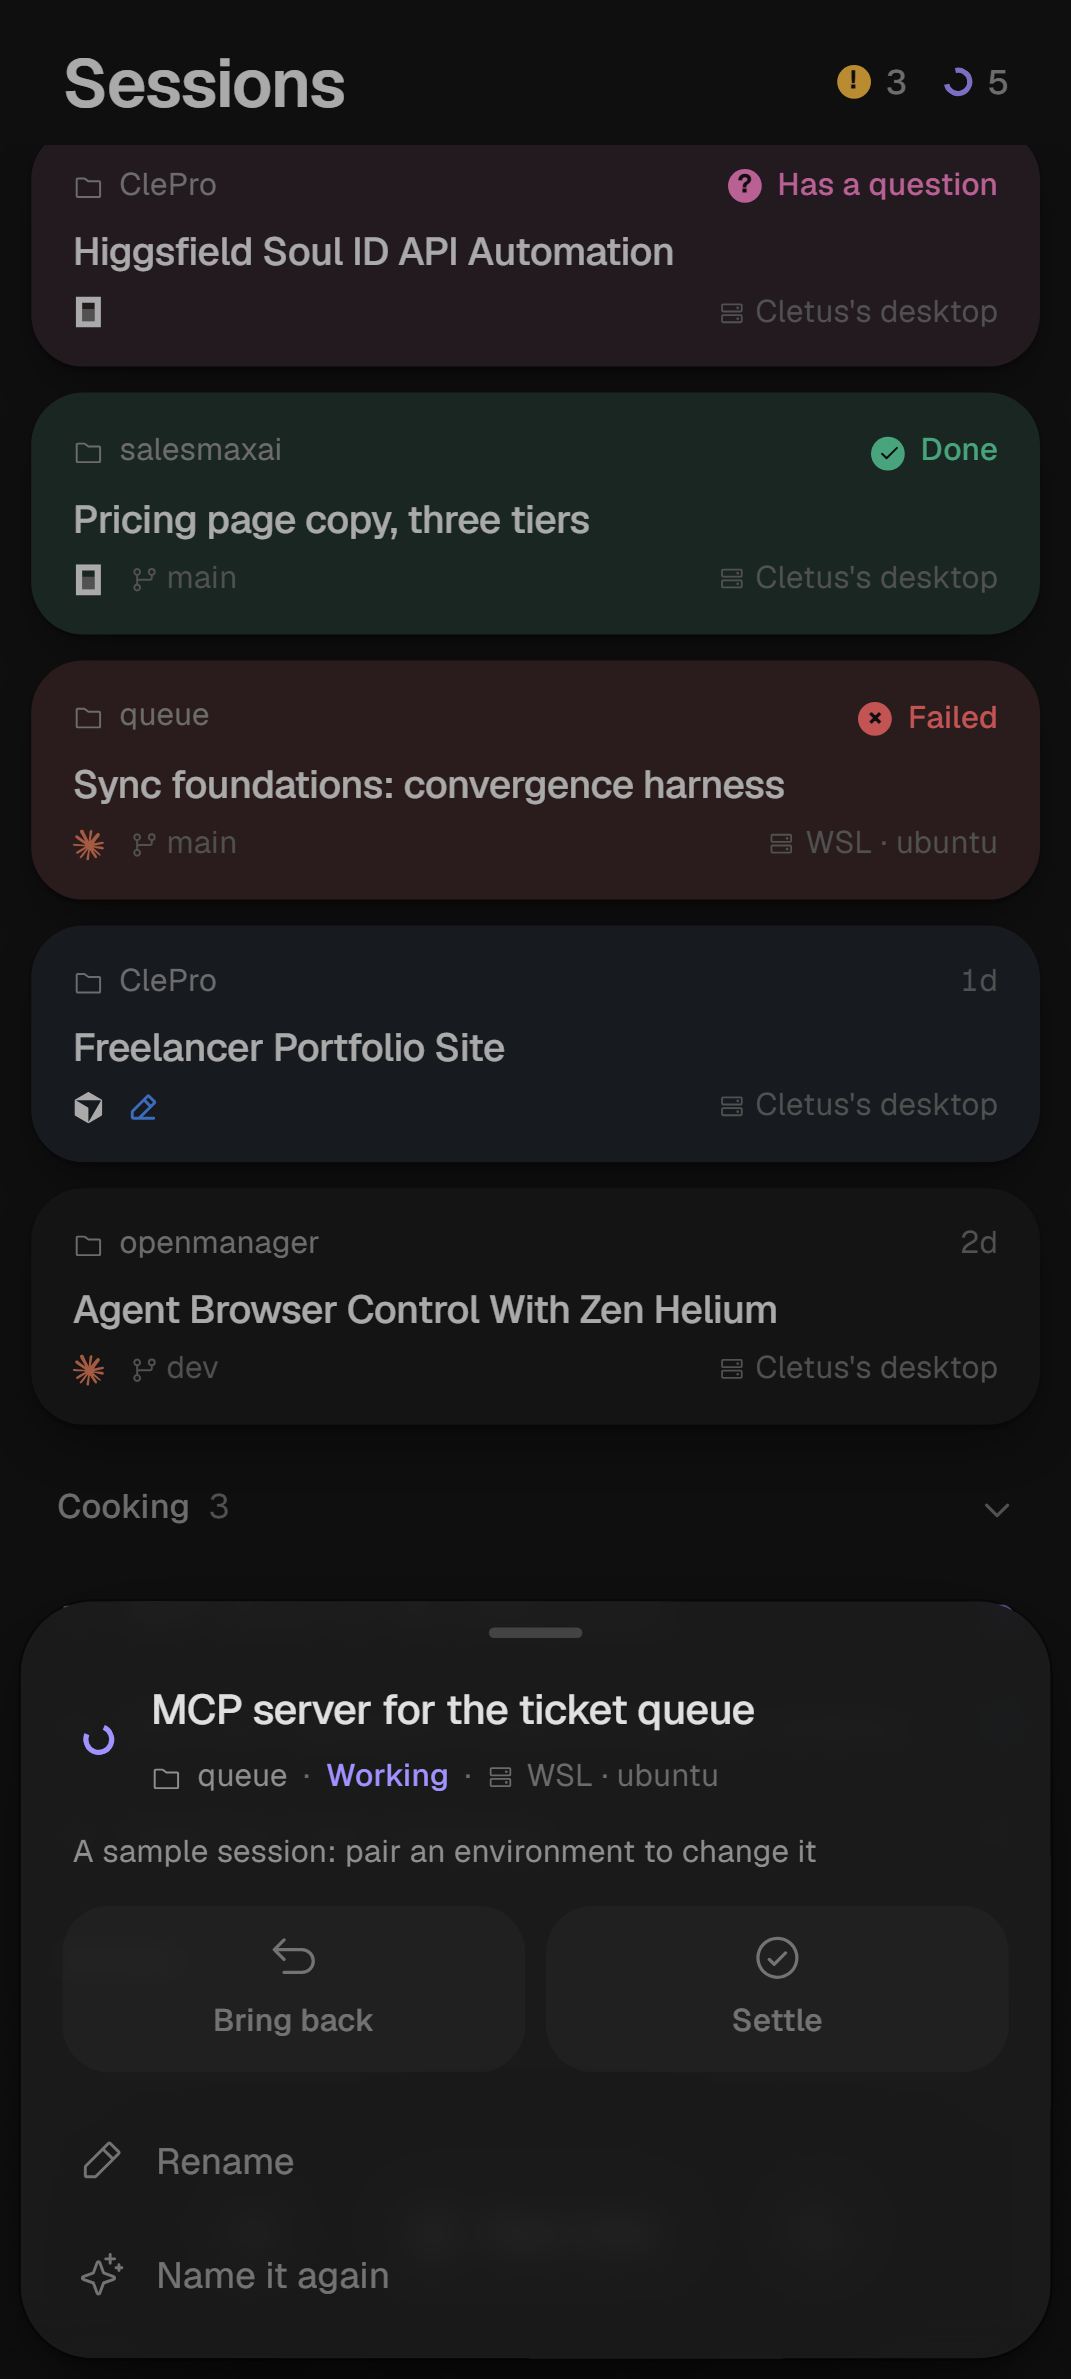 Sessions
3
5
ClePro
Has a question
Higgsfield Soul ID API Automation
Cletus's desktop
salesmaxai
Done
Pricing page copy, three tiers
main
Cletus's desktop
queue
Failed
Sync foundations: convergence harness
main
WSL · ubuntu
ClePro
1d
Freelancer Portfolio Site
Cletus's desktop
openmanager
2d
Agent Browser Control With Zen Helium
dev
Cletus's desktop
Cooking 3
MCP server for the ticket queue
queue · Working · WSL · ubuntu
A sample session: pair an environment to change it
Bring back
Settle
Rename
Name it again